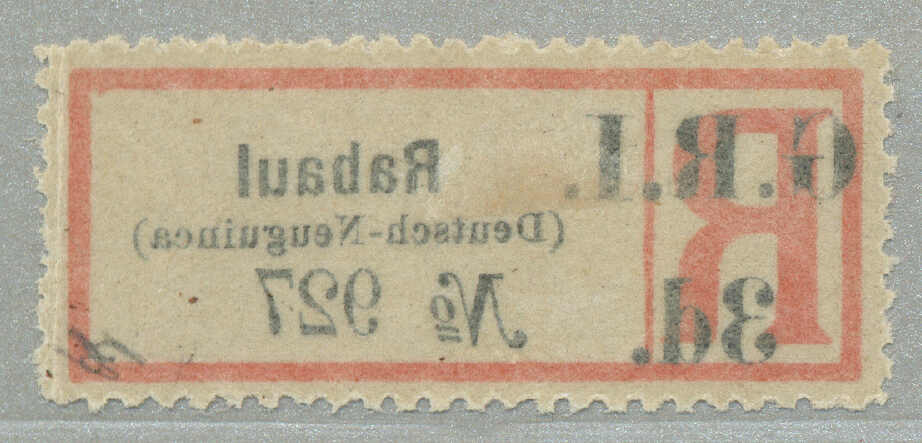 G.R.I.
R
3d.
Rabaul
(Deutsch-Neuguinea)
№ 927